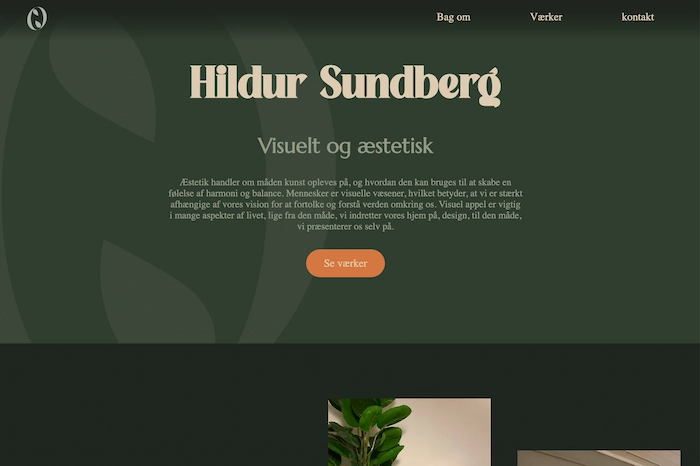 Bag om
Værker
kontakt
Hildur Sundberg
Visuelt og æstetisk
Æstetik handler om måden kunst opleves på, og hvordan den kan bruges til at skabe en
følelse af harmoni og balance. Mennesker er visuelle væsener, hvilket betyder, at vi er stærkt
afhængige af vores vision for at fortolke og forstå verden omkring os. Visuel appel er vigtig
i mange aspekter af livet, lige fra den måde, vi indretter vores hjem på, design, til den måde,
vi præsenterer os selv på.
Se værker